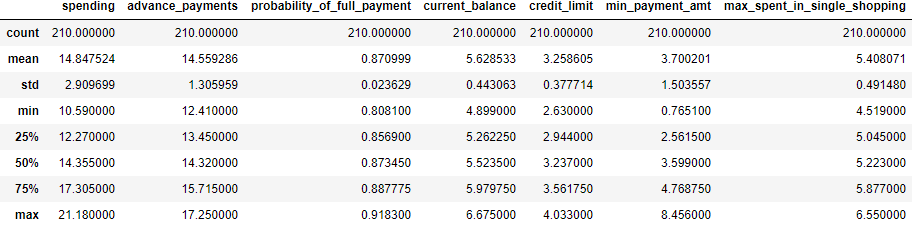 spending advance_payments probability_of_full_payment current_balance credit_limit min_payment_amt max_spent_in_single_shopping
count 210.000000 210.000000 210.000000 210.000000 210.000000 210.000000 210.000000
mean 14.847524 14.559286 0.870999 5.628533 3.258605 3.700201 5.408071
std 2.909699 1.305959 0.023629 0.443063 0.377714 1.503557 0.491480
min 10.590000 12.410000 0.808100 4.899000 2.630000 0.765100 4.519000
25% 12.270000 13.450000 0.856900 5.262250 2.944000 2.561500 5.045000
50% 14.355000 14.320000 0.873450 5.523500 3.237000 3.599000 5.223000
75% 17.305000 15.715000 0.887775 5.979750 3.561750 4.768750 5.877000
max 21.180000 17.250000 0.918300 6.675000 4.033000 8.456000 6.550000